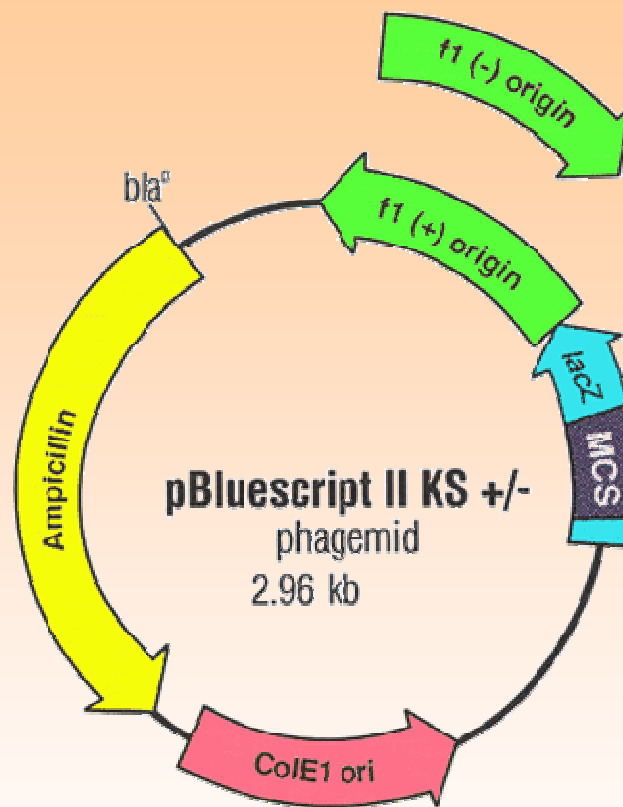 f1 (-) origin
bla
f1 (+) origin
lacZ
MCS
Ampicillin
pBluescript II KS +/-
phagemid
2.96 kb
ColE1 ori